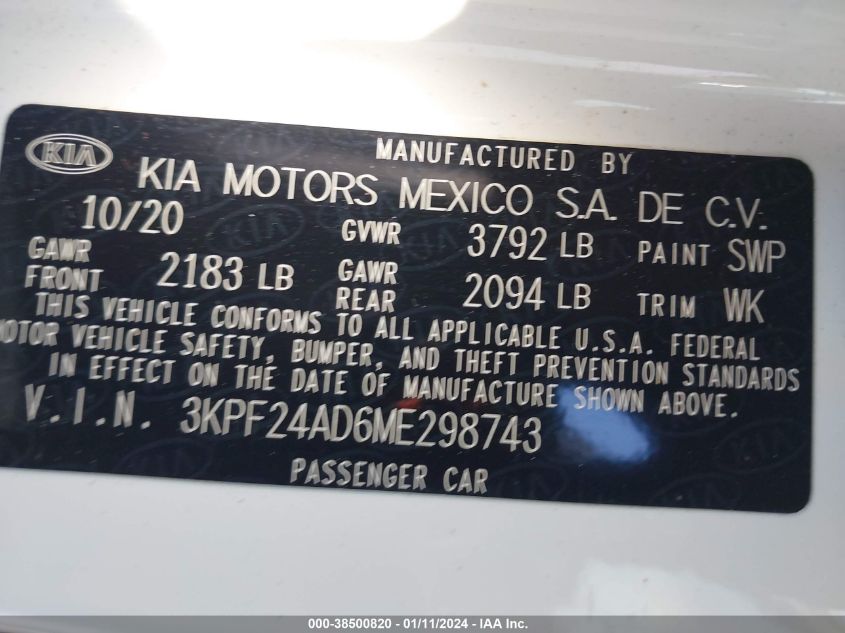 KIA
MANUFACTURED BY
KIA MOTORS MEXICO S.A. DE C.V.
10/20 GVWR 3792 LB PAINT SWP
GAWR FRONT 2183 LB GAWR REAR 2094 LB TRIM WK
THIS VEHICLE CONFORMS TO ALL APPLICABLE U.S.A. FEDERAL
MOTOR VEHICLE SAFETY, BUMPER, AND THEFT PREVENTION STANDARDS
IN EFFECT ON THE DATE OF MANUFACTURE SHOWN ABOVE.
V.I.N. 3KPF24AD6ME298743
PASSENGER CAR
000-38500820 - 01/11/2024 - IAA Inc.